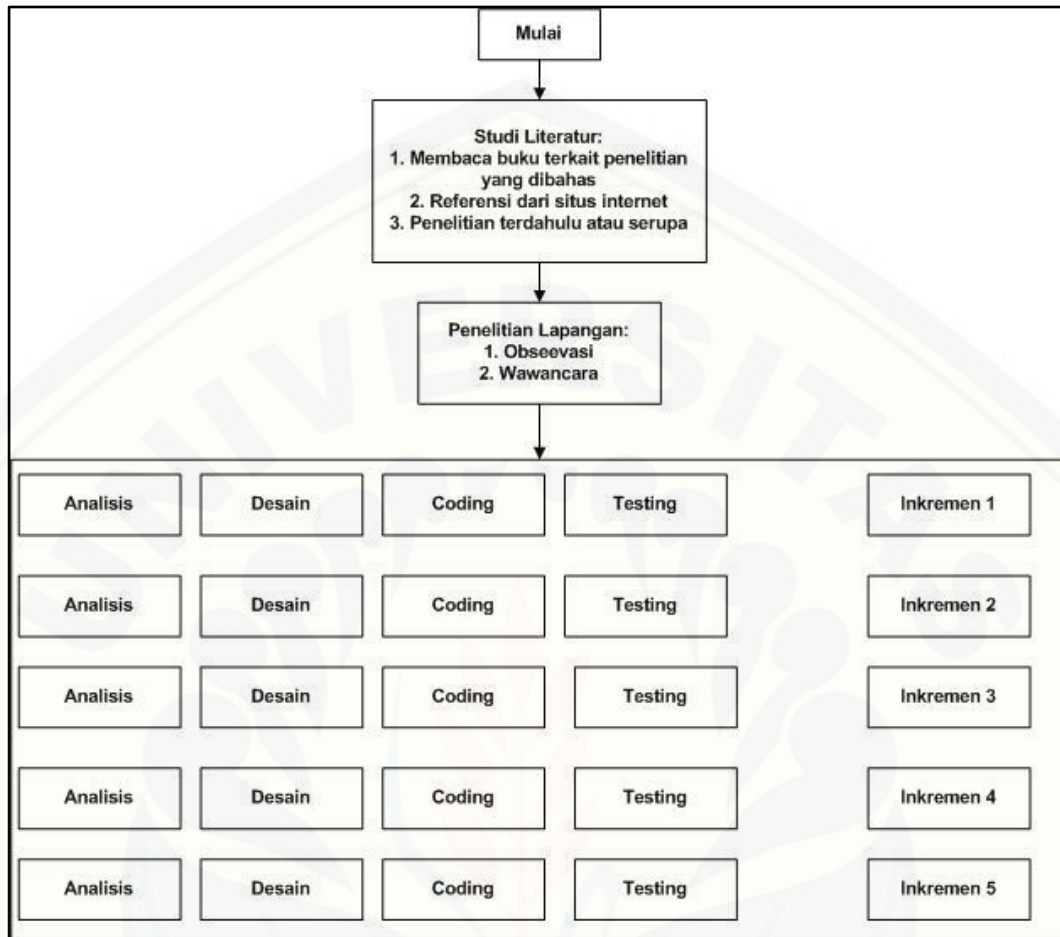 Mulai
Studi Literatur:
1. Membaca buku terkait penelitian
yang dibahas
2. Referensi dari situs internet
3. Penelitian terdahulu atau serupa
Penelitian Lapangan:
1. Obseevasi
2. Wawancara
Analisis Desain Coding Testing Inkremen 1
Analisis Desain Coding Testing Inkremen 2
Analisis Desain Coding Testing Inkremen 3
Analisis Desain Coding Testing Inkremen 4
Analisis Desain Coding Testing Inkremen 5
UNIVERSITAS